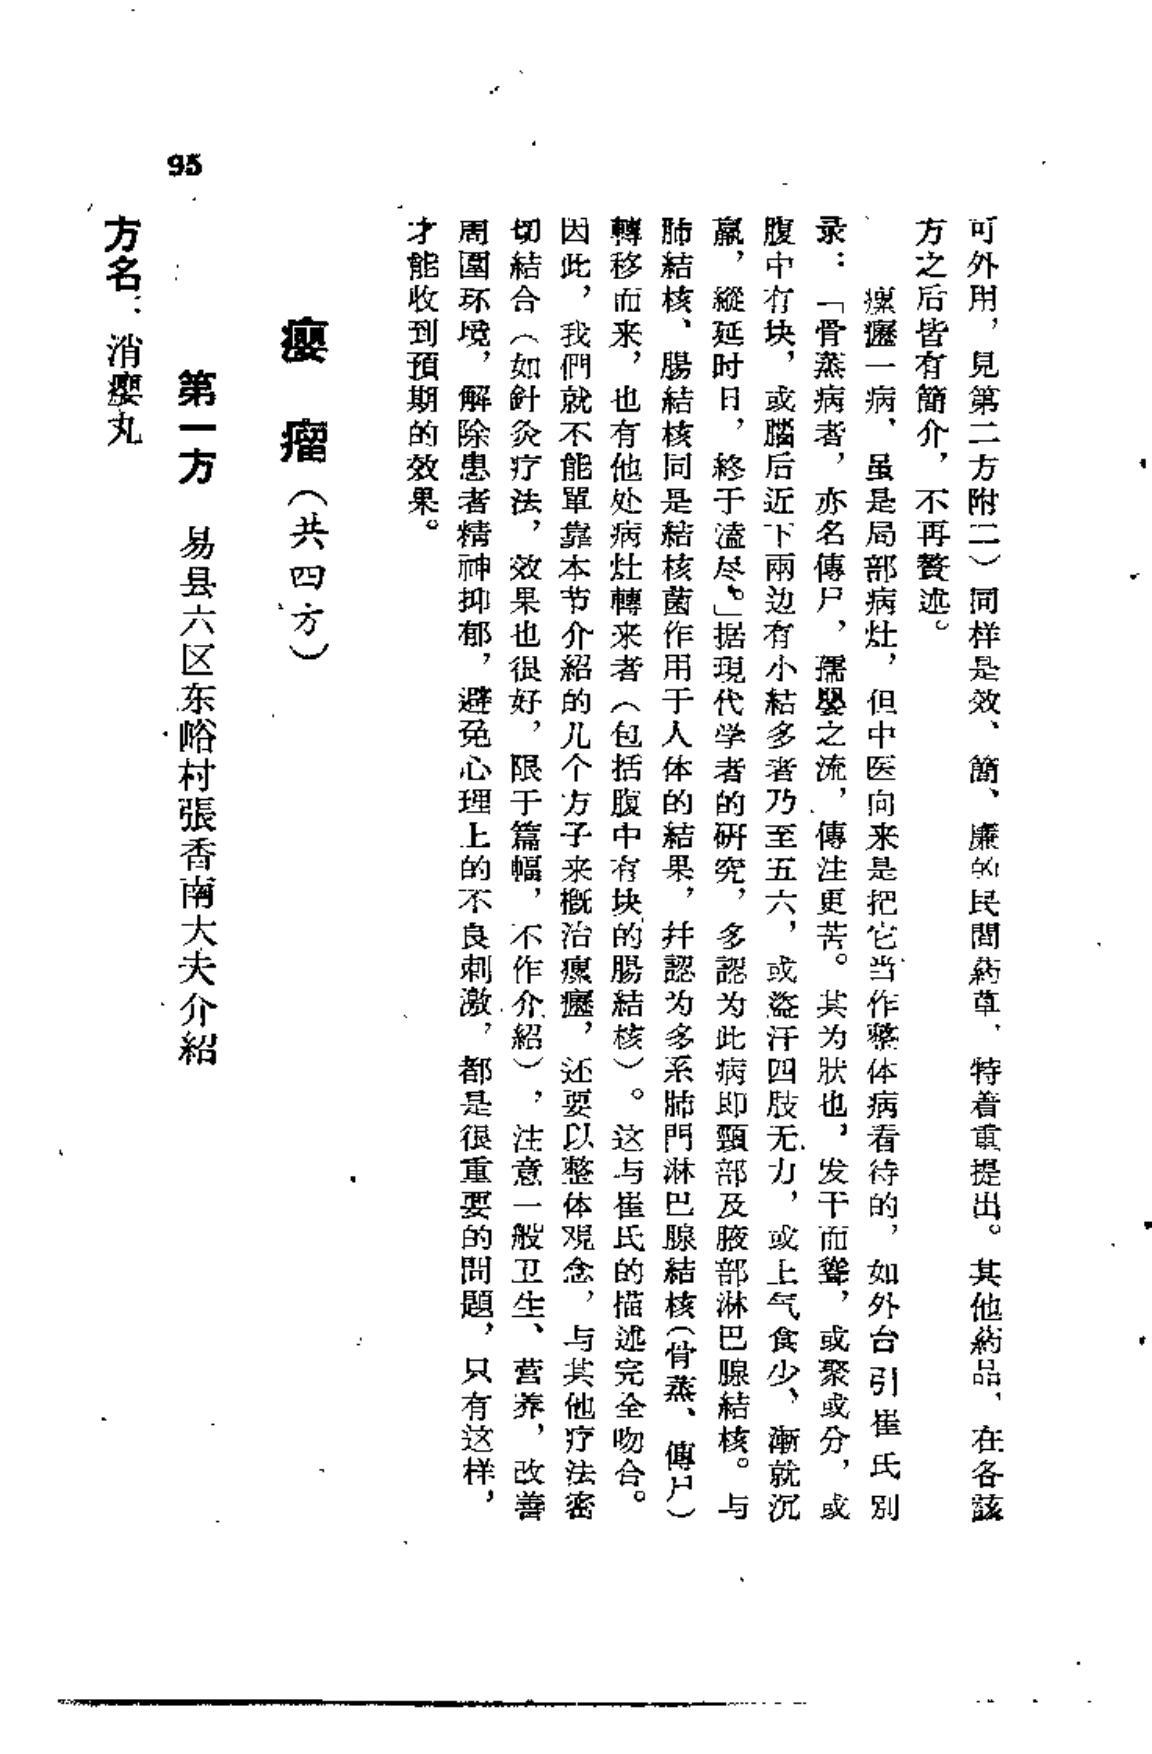 可外用，見第二方附二）同样是效、簡、廉的民間葯草，特着重提出。其他葯品，在各該
方之后皆有簡介，不再贅述。
瘰癧一病、虽是局部病灶，但中医向来是把它当作整体病看待的，如外台引崔氏別
录：「骨蒸病者，亦名傳尸，殗殜之流，傳注更苦。其为狀也，发干而聳，或聚或分，或
腹中有块，或腦后近下兩边有小結多者乃至五六，或盜汗四肢无力，或上气食少、漸就沉
羸，縱延时日，終于溘尽。」据現代学者的研究，多認为此病即頸部及腋部淋巴腺結核。与
肺結核、腸結核同是結核菌作用于人体的結果，并認为多系肺門淋巴腺結核（骨蒸、傳尸）
轉移而来，也有他处病灶轉来者（包括腹中有块的腸結核）。这与崔氏的描述完全吻合。
因此，我們就不能單靠本节介紹的几个方子来概治瘰癧，还要以整体观念，与其他疗法密
切結合（如針灸疗法，效果也很好，限于篇幅，不作介紹），注意一般卫生、营养，改善
周圍环境，解除患者精神抑郁，避免心理上的不良刺激，都是很重要的問題，只有这样，
才能收到預期的效果。
癭瘤（共四方）
第一方　易县六区东峪村張香南大夫介紹
方名：消癭丸
95